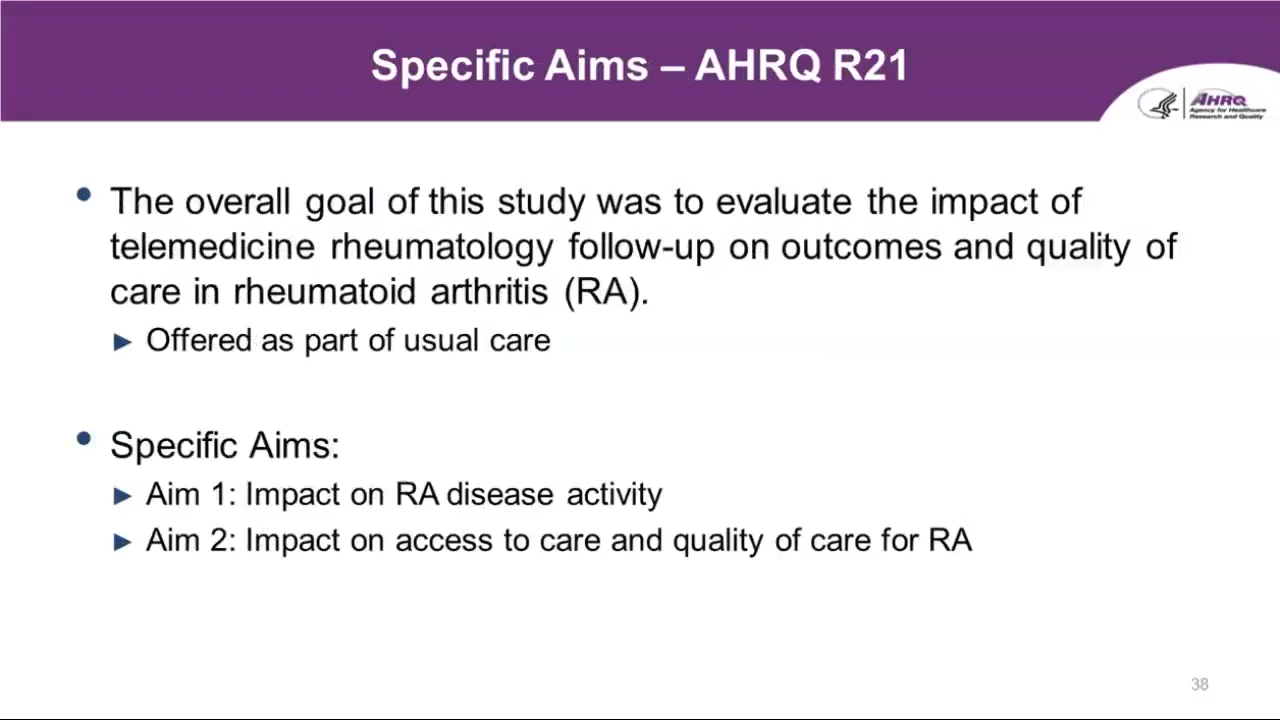 Specific Aims – AHRQ R21
AHRQ
Agency for Healthcare
Research and Quality
• The overall goal of this study was to evaluate the impact of
telemedicine rheumatology follow-up on outcomes and quality of
care in rheumatoid arthritis (RA).
► Offered as part of usual care
• Specific Aims:
► Aim 1: Impact on RA disease activity
► Aim 2: Impact on access to care and quality of care for RA
38